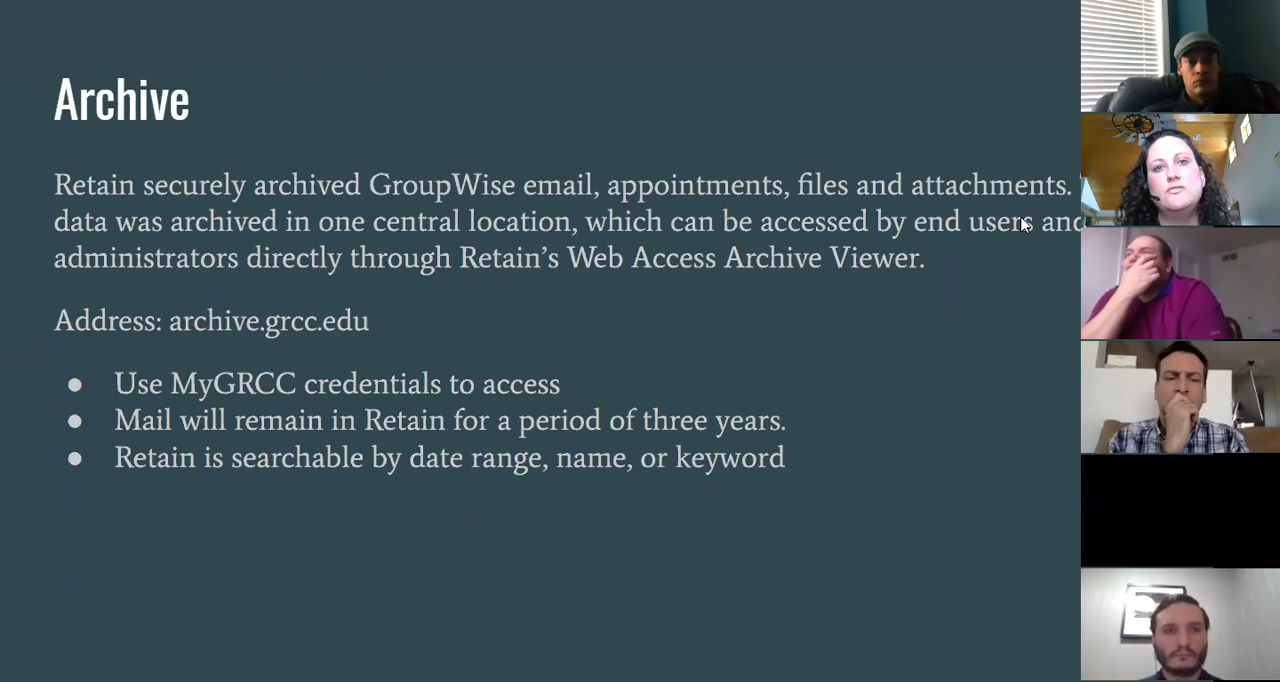 Archive
Retain securely archived GroupWise email, appointments, files and attachments.
data was archived in one central location, which can be accessed by end users and
administrators directly through Retain's Web Access Archive Viewer.
Address: archive.grcc.edu
● Use MyGRCC credentials to access
● Mail will remain in Retain for a period of three years.
● Retain is searchable by date range, name, or keyword